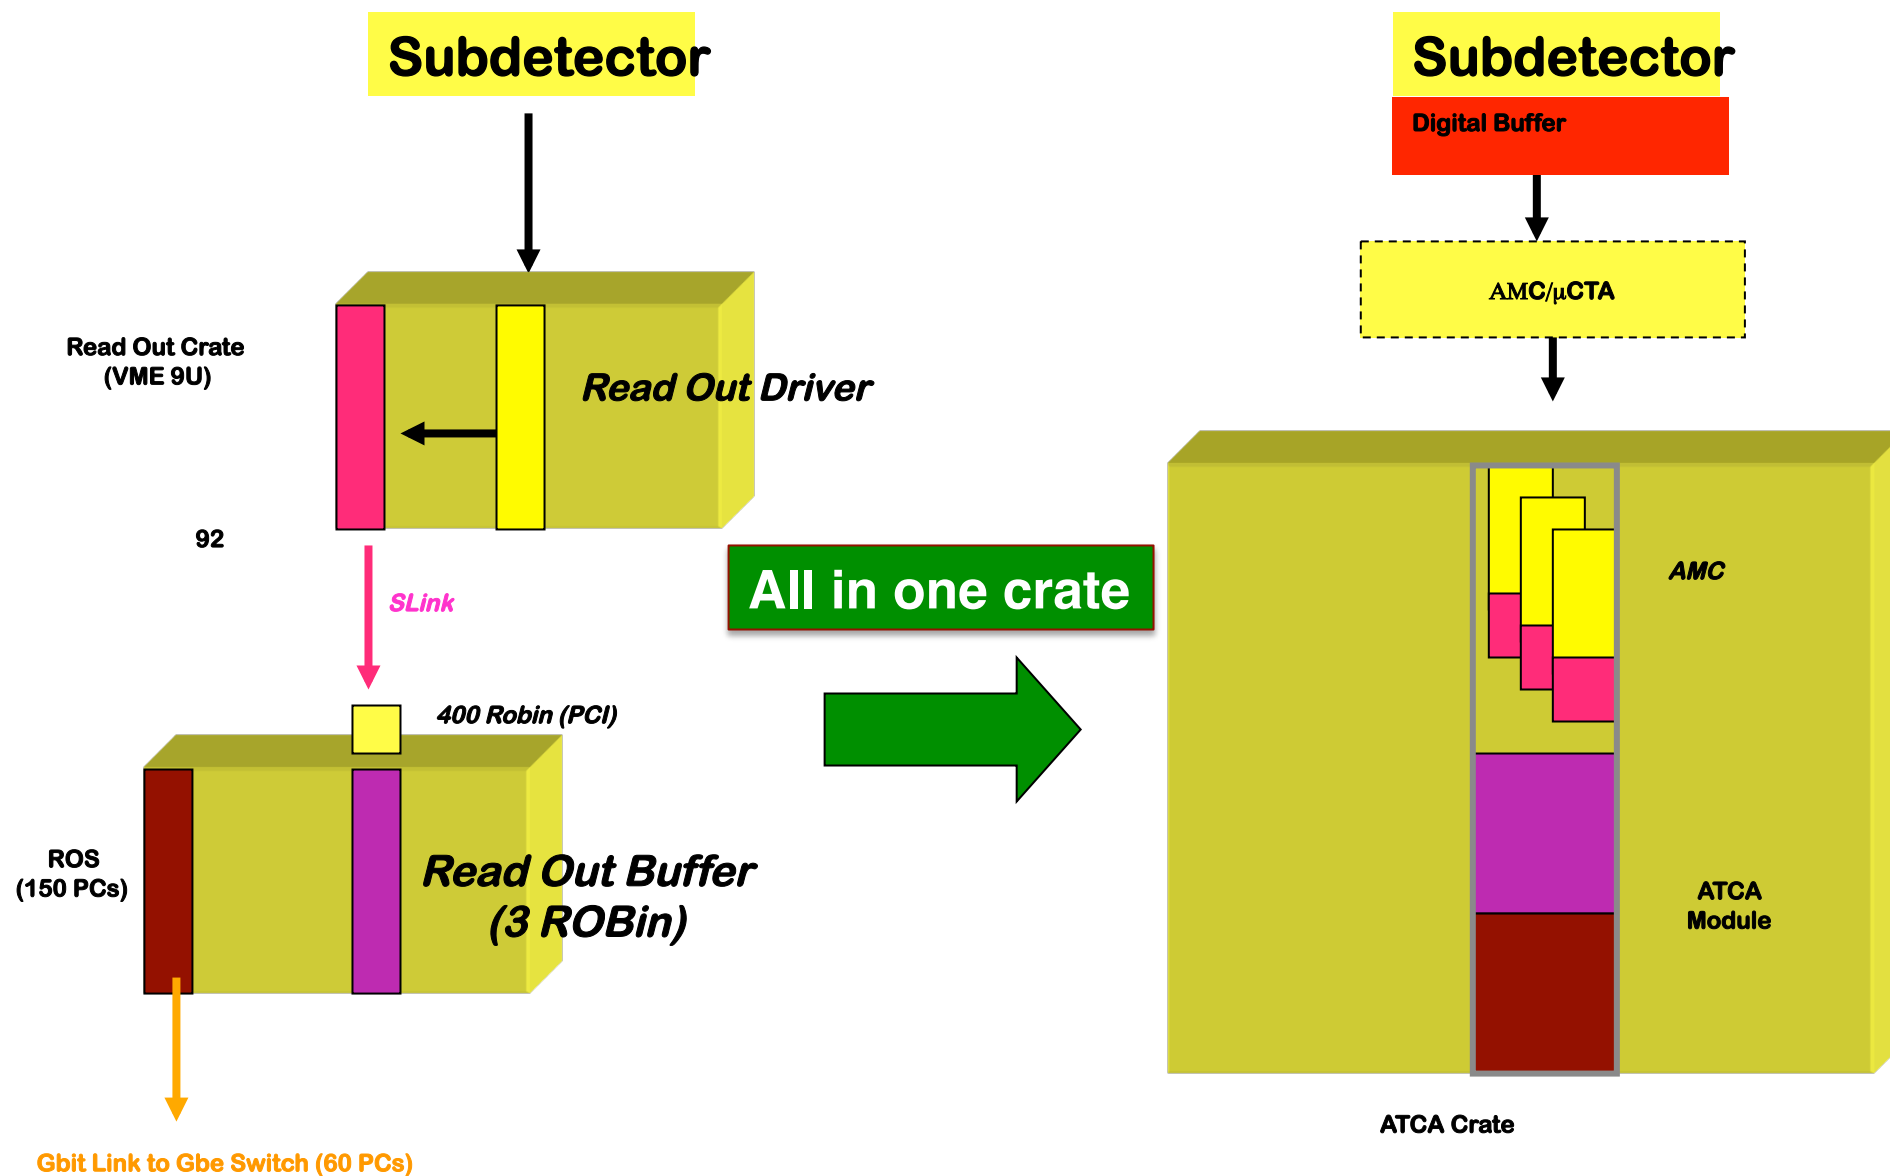 Subdetector
Subdetector
Digital Buffer
AMC/μCTA
Read Out Crate
(VME 9U)
Read Out Driver
92
SLink
All in one crate
AMC
400 Robin (PCI)
ROS
(150 PCs)
Read Out Buffer
(3 ROBin)
ATCA
Module
ATCA Crate
Gbit Link to Gbe Switch (60 PCs)